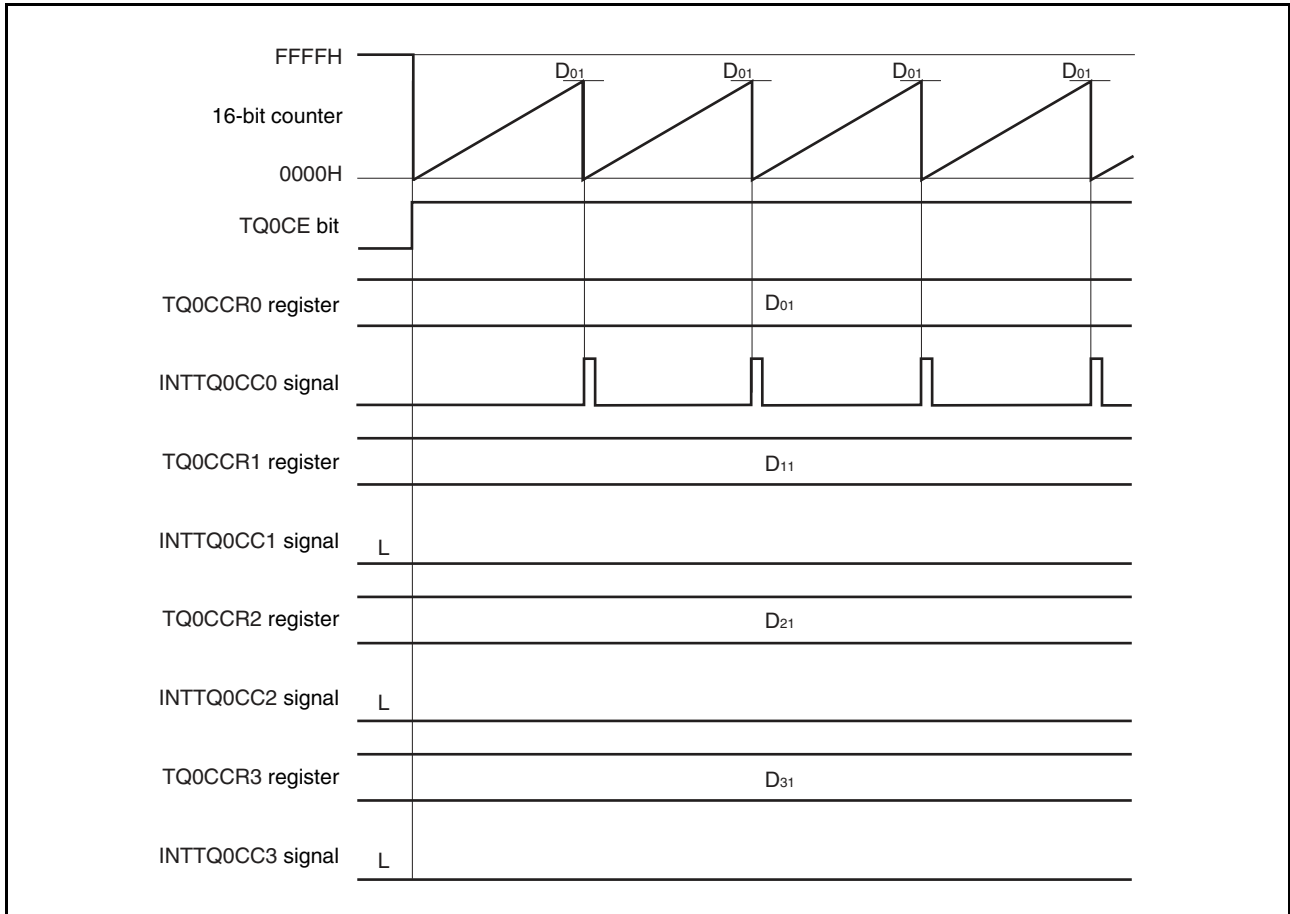 FFFFH
D01 D01 D01 D01
16-bit counter
0000H
TQ0CE bit
TQ0CCR0 register D01
INTTQ0CC0 signal
TQ0CCR1 register D11
INTTQ0CC1 signal L
TQ0CCR2 register D21
INTTQ0CC2 signal L
TQ0CCR3 register D31
INTTQ0CC3 signal L